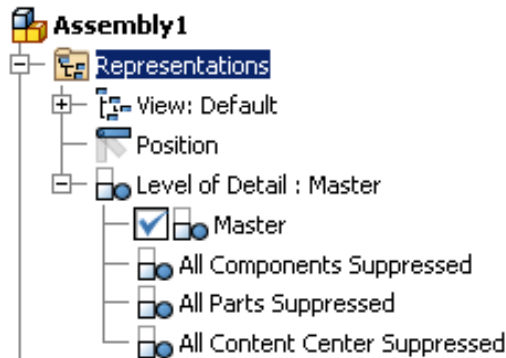 Assembly1
Representations
View: Default
Position
Level of Detail : Master
Master
All Components Suppressed
All Parts Suppressed
All Content Center Suppressed